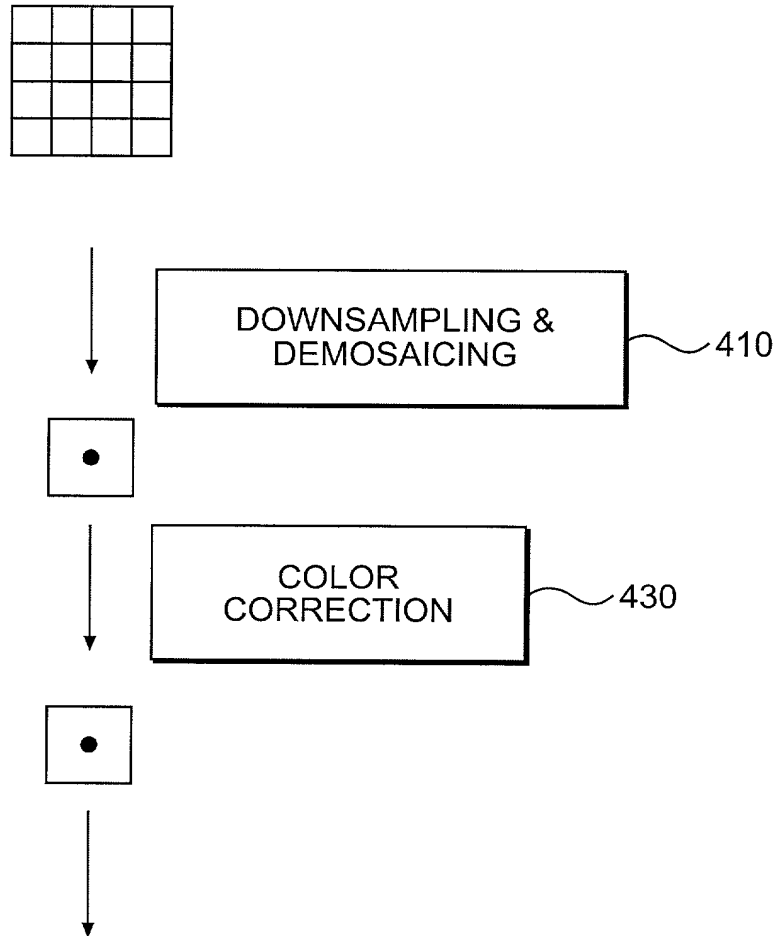 DOWNSAMPLING &
DEMOSAICING
410
COLOR
CORRECTION
430